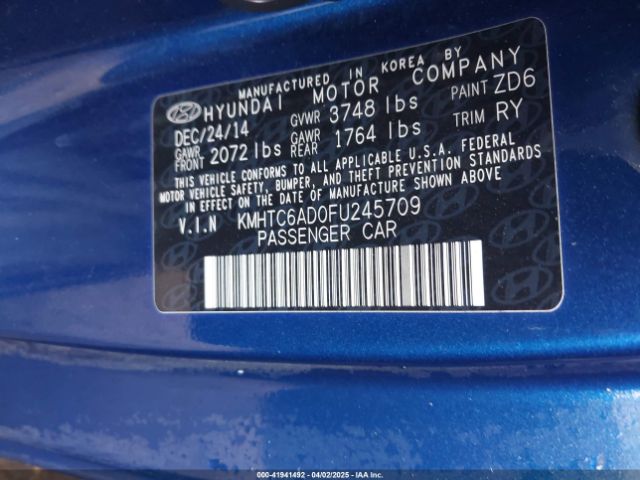 MANUFACTURED IN KOREA BY
HYUNDAI MOTOR COMPANY
DEC/24/14 GVWR 3748 lbs PAINT ZD6
GAWR FRONT 2072 lbs GAWR REAR 1764 lbs TRIM RY
THIS VEHICLE CONFORMS TO ALL APPLICABLE U.S.A. FEDERAL
MOTOR VEHICLE SAFETY, BUMPER, AND THEFT PREVENTION STANDARDS
IN EFFECT ON THE DATE OF MANUFACTURE SHOWN ABOVE
V.I.N KMHTC6AD0FU245709
PASSENGER CAR
000-41941492 04/02/2025 IAA Inc.